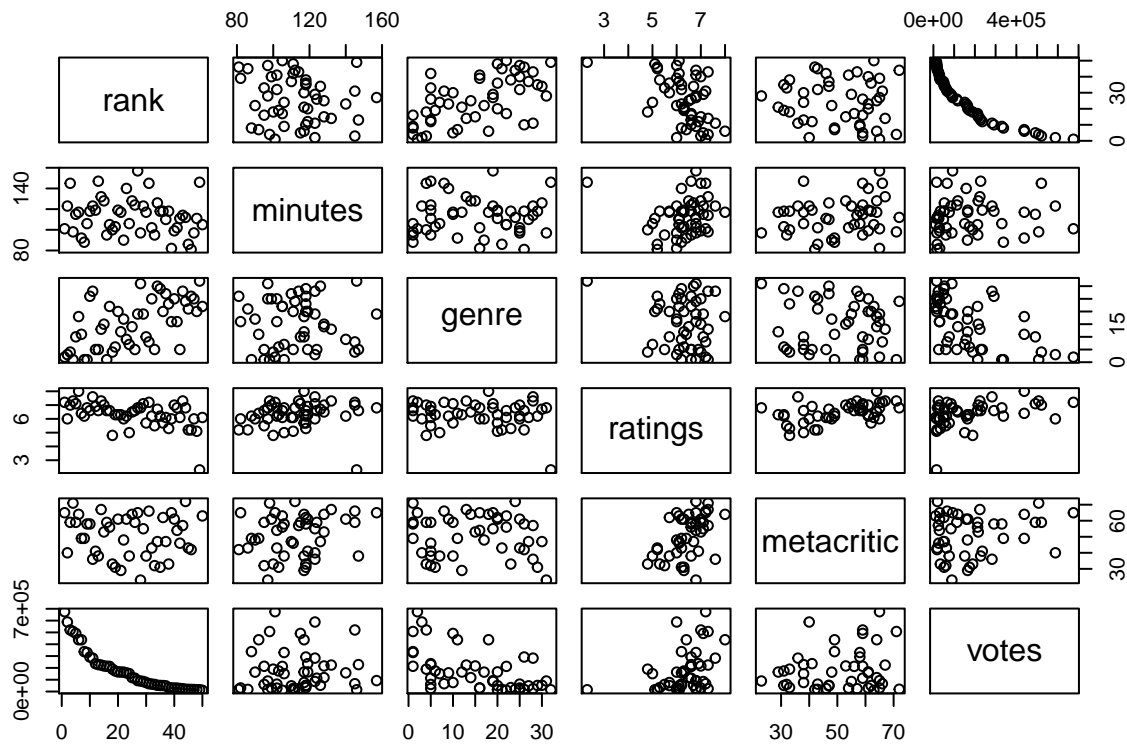 80 120 160 3 5 7 0e+00 4e+05
rank 0 30
80 140 minutes
genre 0 15
3 6 ratings
metacritic 30 60
0e+00 7e+05 votes
0 20 40 0 10 20 30 30 50 70